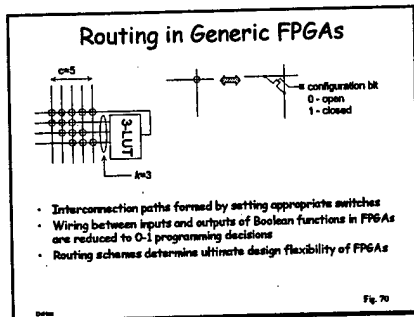 Routing in Generic FPGAs
c=5
configuration bit
0 - open
1 - closed
3-LUT
k=3
• Interconnection paths formed by setting appropriate switches
• Wiring between inputs and outputs of Boolean functions in FPGAs
are reduced to 0-1 programming decisions
• Routing schemes determine ultimate design flexibility of FPGAs
Fig. 70